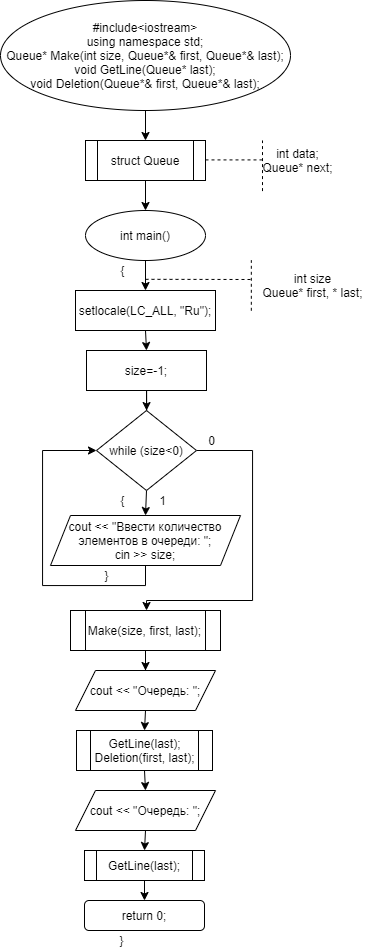 #include<iostream>
using namespace std;
Queue* Make(int size, Queue*& first, Queue*& last);
void GetLine(Queue* last);
void Deletion(Queue*& first, Queue*& last);
struct Queue
int data;
Queue* next;
int main()
{
int size
Queue* first, * last;
setlocale(LC_ALL, "Ru");
size=-1;
while (size<0)
0
{
1
cout << "Ввести количество
элементов в очереди: ";
cin >> size;
}
Make(size, first, last);
cout << "Очередь: ";
GetLine(last);
Deletion(first, last);
cout << "Очередь: ";
GetLine(last);
return 0;
}